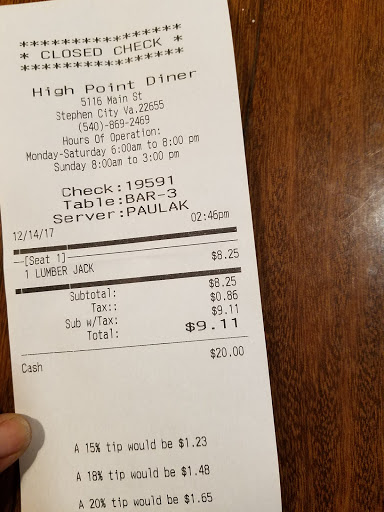 *****************
* CLOSED CHECK *
*****************
High Point Diner
5116 Main St
Stephen City Va.22655
(540)-869-2469
Hours Of Operation:
Monday-Saturday 6:00am to 8:00 pm
Sunday 8:00am to 3:00 pm
Check:19591
Table:BAR-3
Server:PAULAK
12/14/17 02:46pm
[Seat 1]
1 LUMBER JACK $8.25
Subtotal: $8.25
Tax:: $0.86
Sub w/Tax: $9.11
Total: $9.11
Cash $20.00
A 15% tip would be $1.23
A 18% tip would be $1.48
A 20% tip would be $1.65